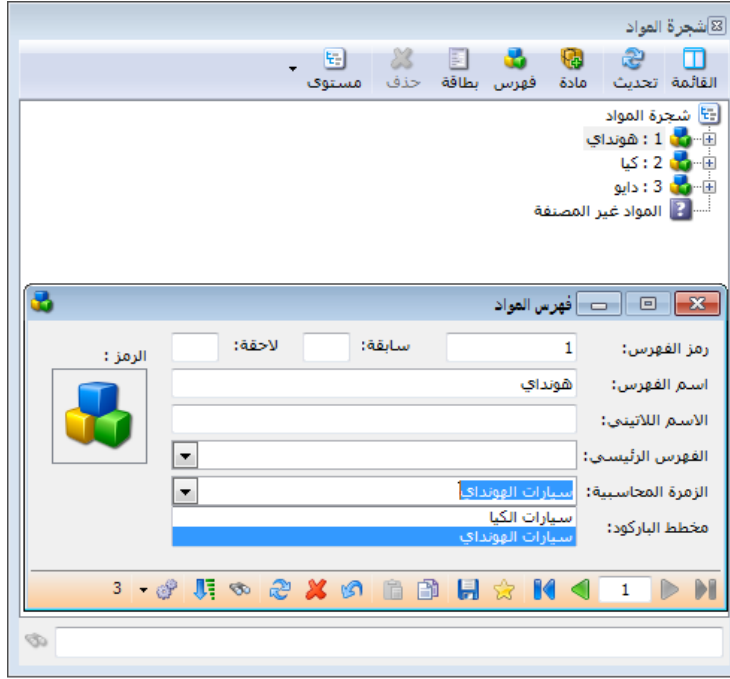 شجرة المواد
القائمة تحديث مادة فهرس بطاقة حذف مستوى
شجرة المواد
1 : هونداي
2 : كيا
3 : دايو
المواد غير المصنفة
فهرس المواد
رمز الفهرس: 1 سابقة: لاحقة: الرمز :
اسم الفهرس: هونداي
الاسم اللاتيني:
الفهرس الرئيسي:
الزمرة المحاسبية: سيارات الهونداي
سيارات الكيا
مخطط الباركود:
سيارات الهونداي
1 3